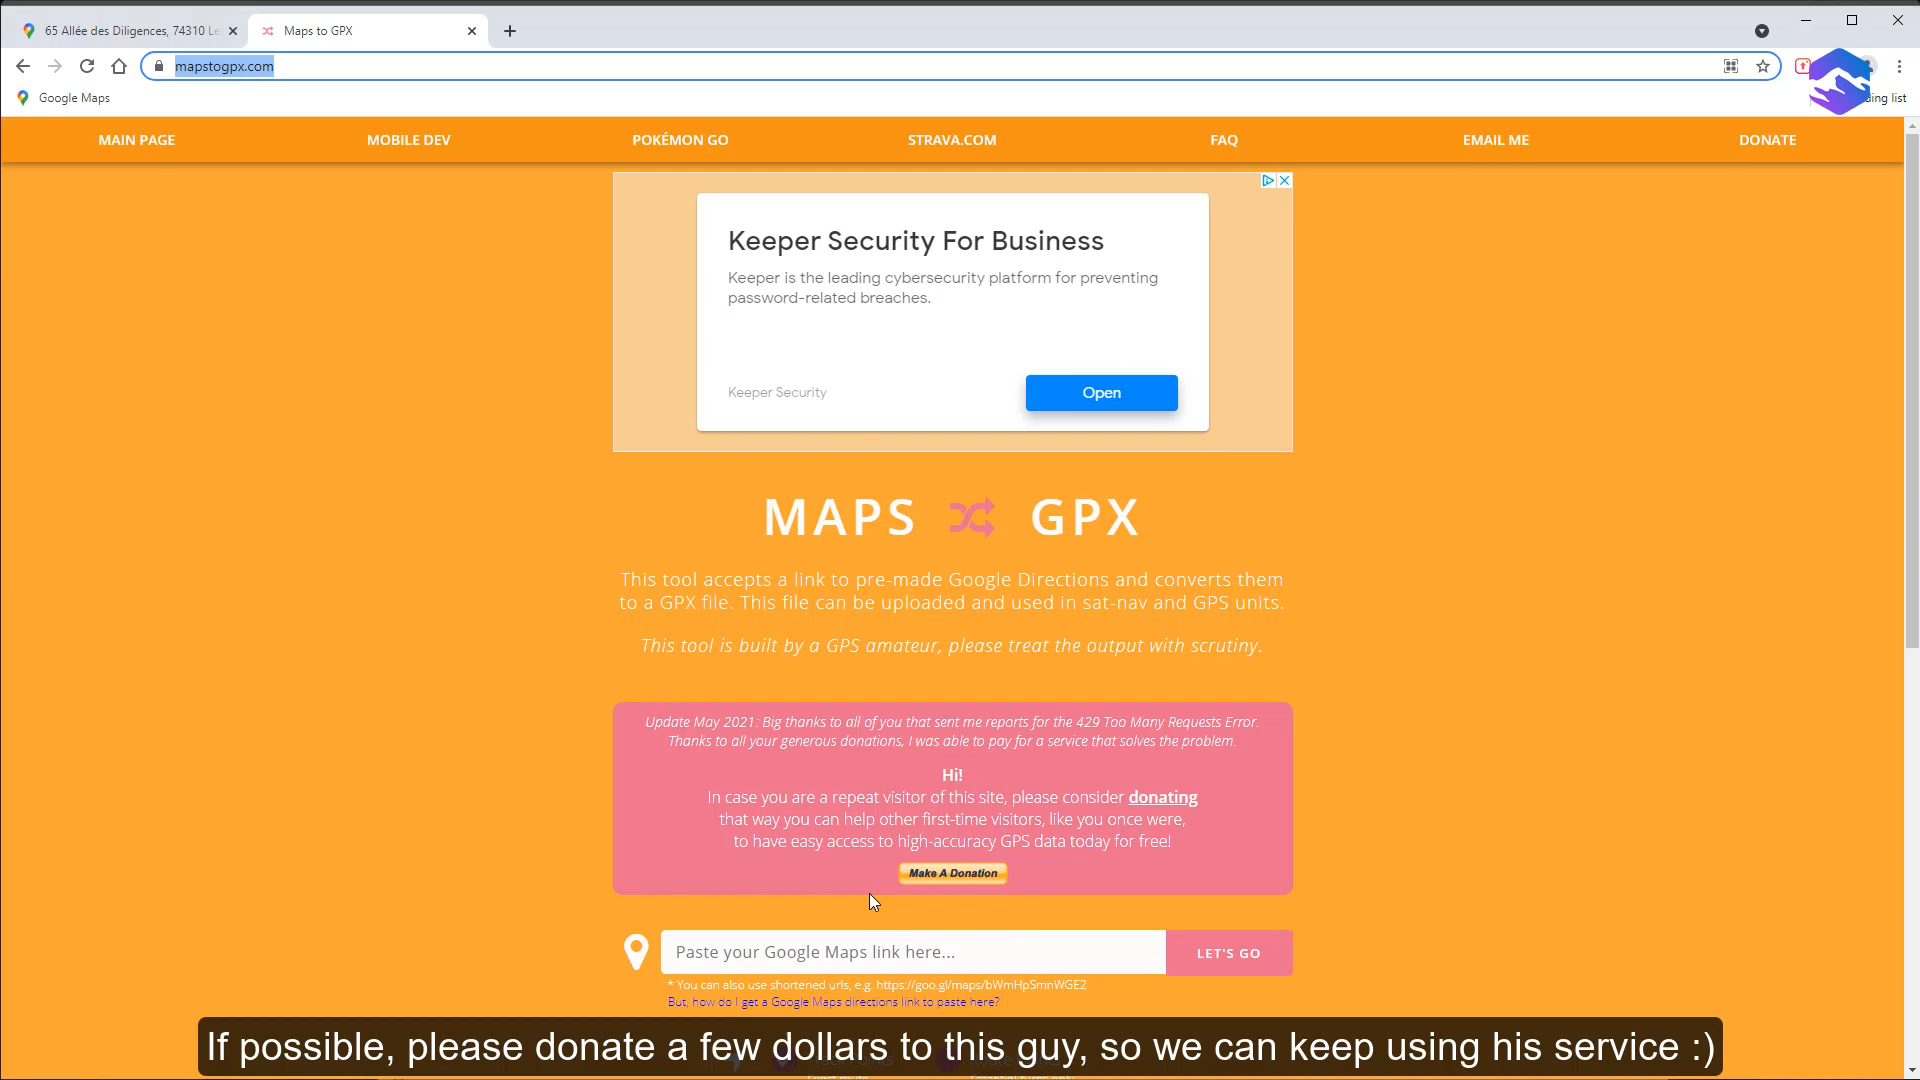 65 Allée des Diligences, 74310 Le
Maps to GPX
mapstogpx.com
Google Maps
ding list
MAIN PAGE
MOBILE DEV
POKÉMON GO
STRAVA.COM
FAQ
EMAIL ME
DONATE
Keeper Security For Business
Keeper is the leading cybersecurity platform for preventing
password-related breaches.
Keeper Security
Open
MAPS GPX
This tool accepts a link to pre-made Google Directions and converts them
to a GPX file. This file can be uploaded and used in sat-nav and GPS units.
This tool is built by a GPS amateur, please treat the output with scrutiny.
Update May 2021: Big thanks to all of you that sent me reports for the 429 Too Many Requests Error.
Thanks to all your generous donations, I was able to pay for a service that solves the problem.
Hi!
In case you are a repeat visitor of this site, please consider donating
that way you can help other first-time visitors, like you once were,
to have easy access to high-accuracy GPS data today for free!
Make A Donation
Paste your Google Maps link here...
LET'S GO
* You can also use shortened urls, e.g. https://goo.gl/maps/bWmHpSmnWGE2
But, how do I get a Google Maps directions link to paste here?
If possible, please donate a few dollars to this guy, so we can keep using his service :)